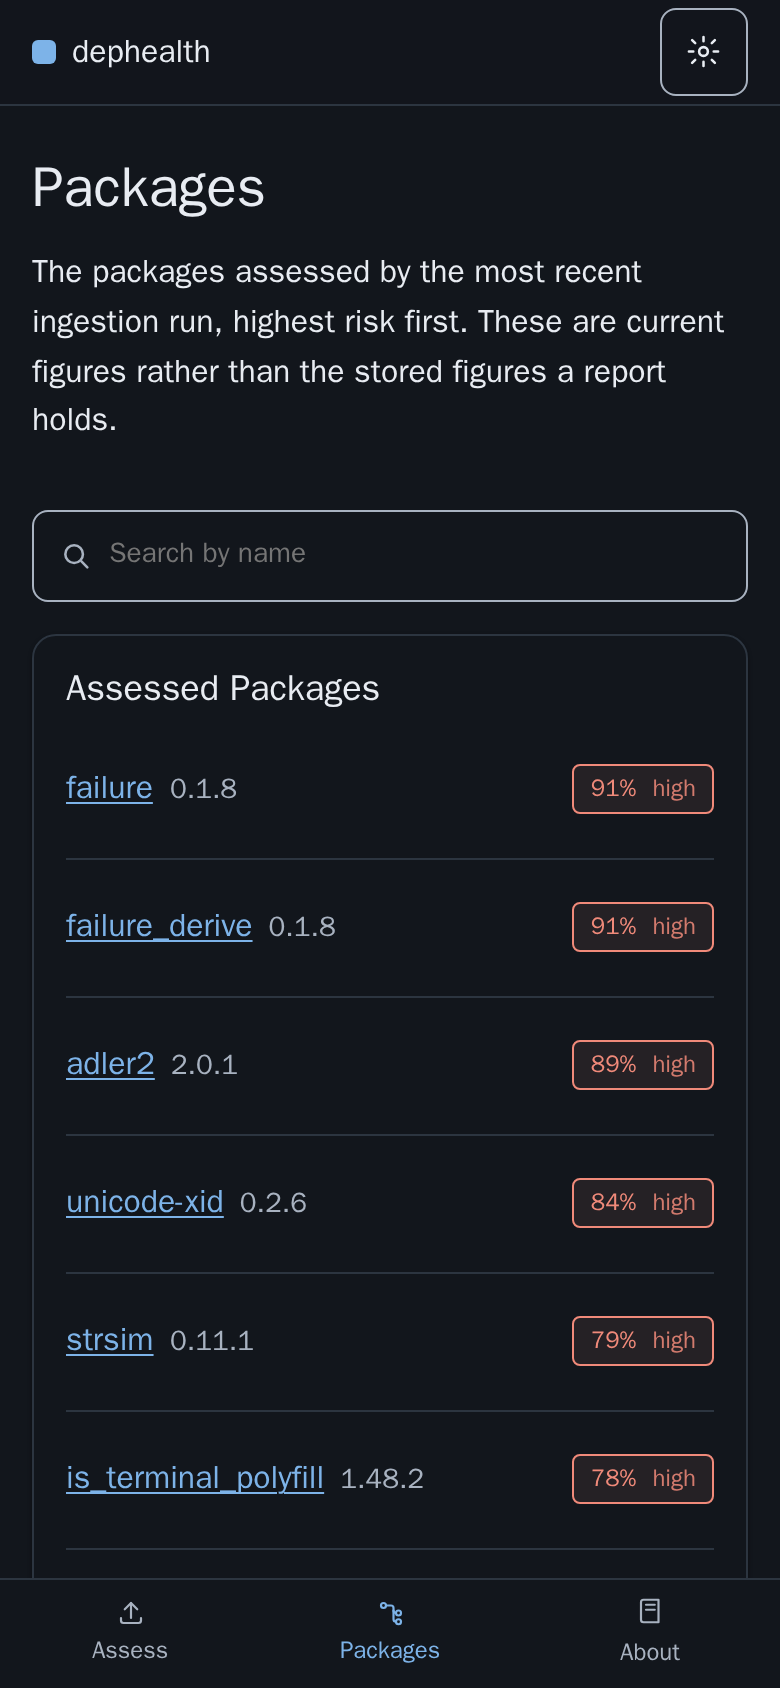 dephealth
Packages
The packages assessed by the most recent
ingestion run, highest risk first. These are current
figures rather than the stored figures a report
holds.
Search by name
Assessed Packages
failure 0.1.8 91% high
failure_derive 0.1.8 91% high
adler2 2.0.1 89% high
unicode-xid 0.2.6 84% high
strsim 0.11.1 79% high
is_terminal_polyfill 1.48.2 78% high
Assess Packages About